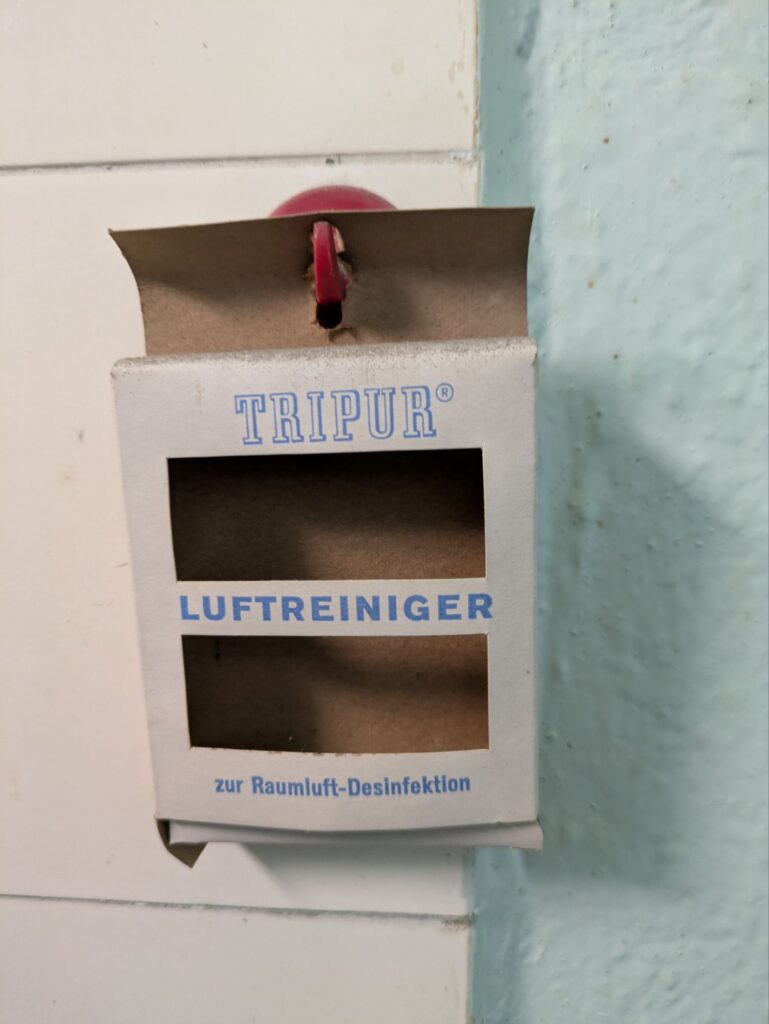 TRIPUR®
LUFTREINIGER
zur Raumluft-Desinfektion